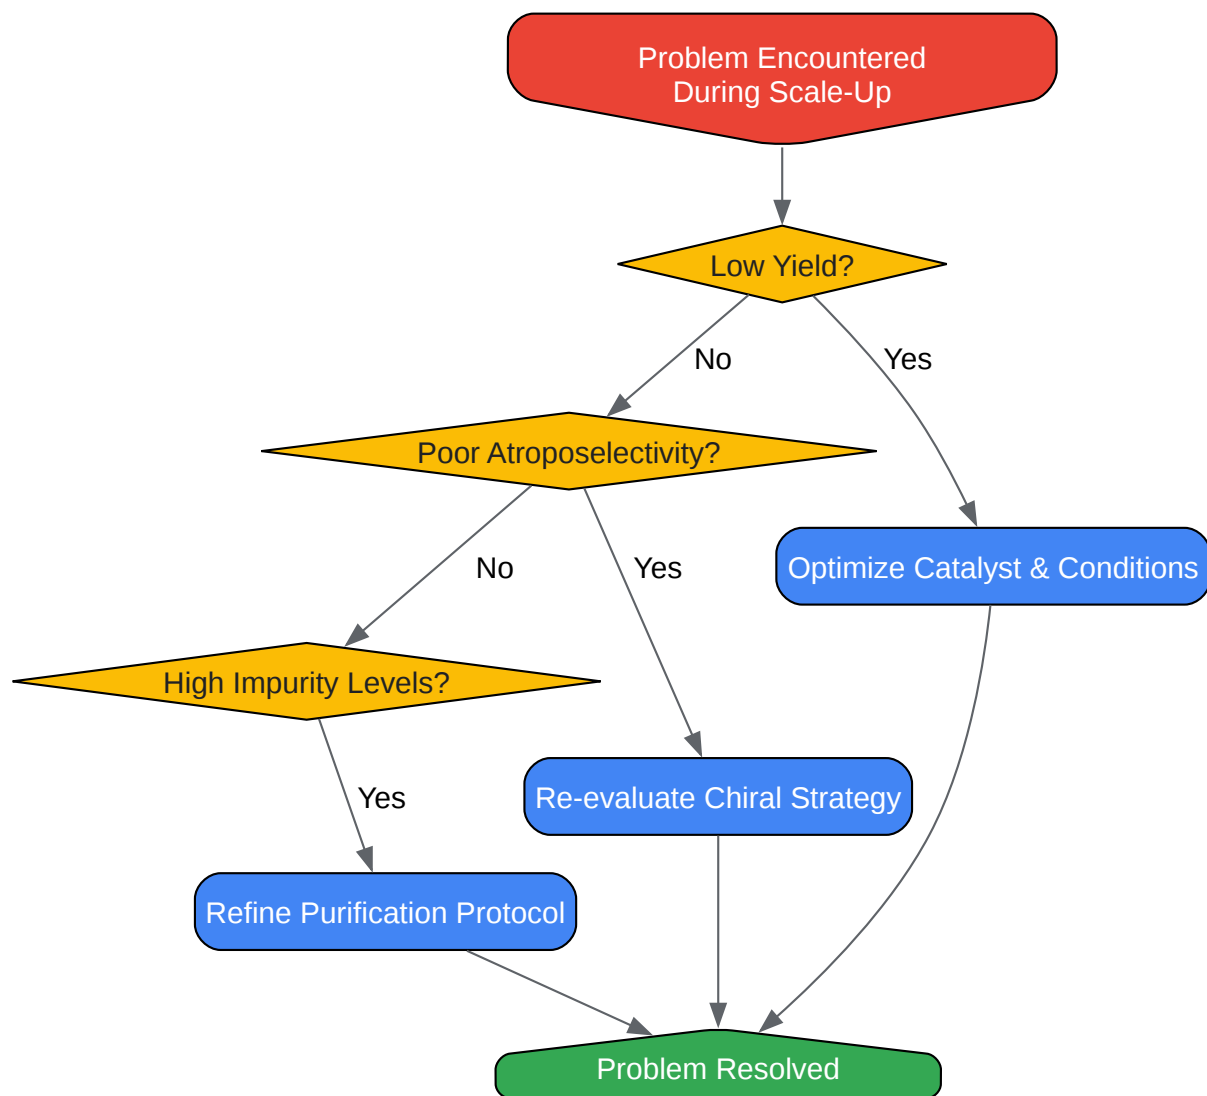 Problem Encountered
During Scale-Up
Low Yield?
No
Yes
Poor Atroposelectivity?
No
Yes
Optimize Catalyst & Conditions
High Impurity Levels?
Yes
Re-evaluate Chiral Strategy
Refine Purification Protocol
Problem Resolved